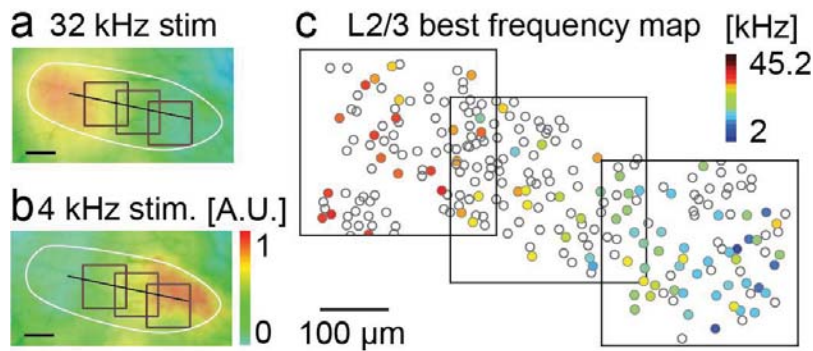 a 32 kHz stim
b 4 kHz stim. [A.U.]
1
0
c L2/3 best frequency map [kHz]
45.2
2
100 µm